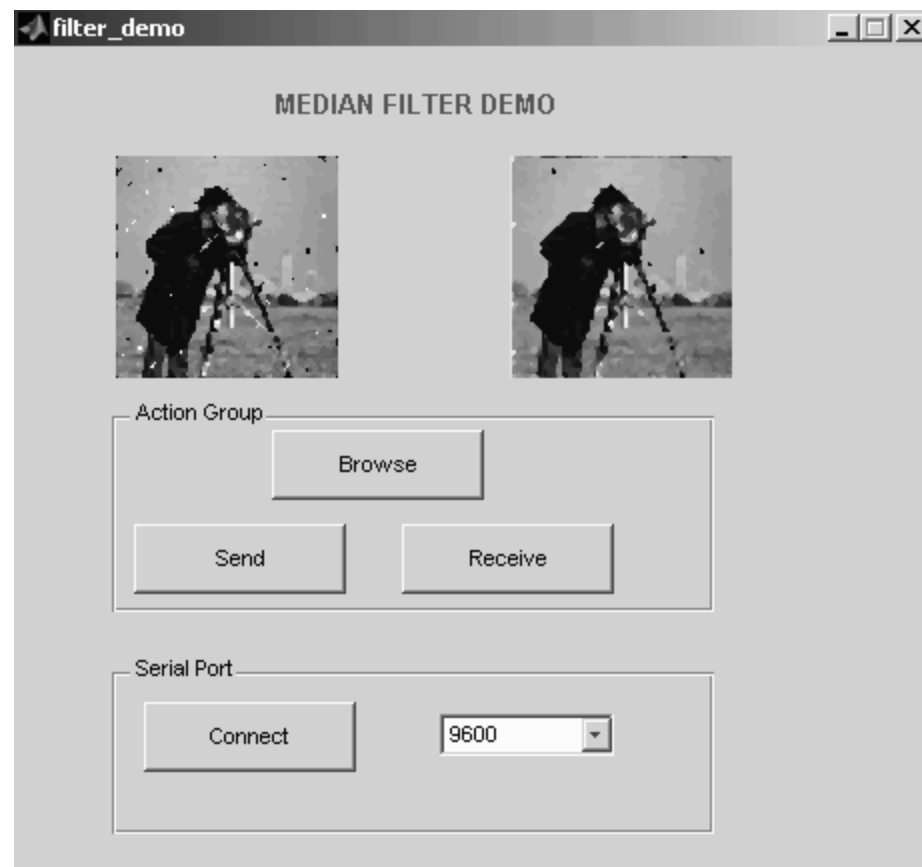 filter_demo
MEDIAN FILTER DEMO
Action Group
Browse
Send
Receive
Serial Port
Connect
9600